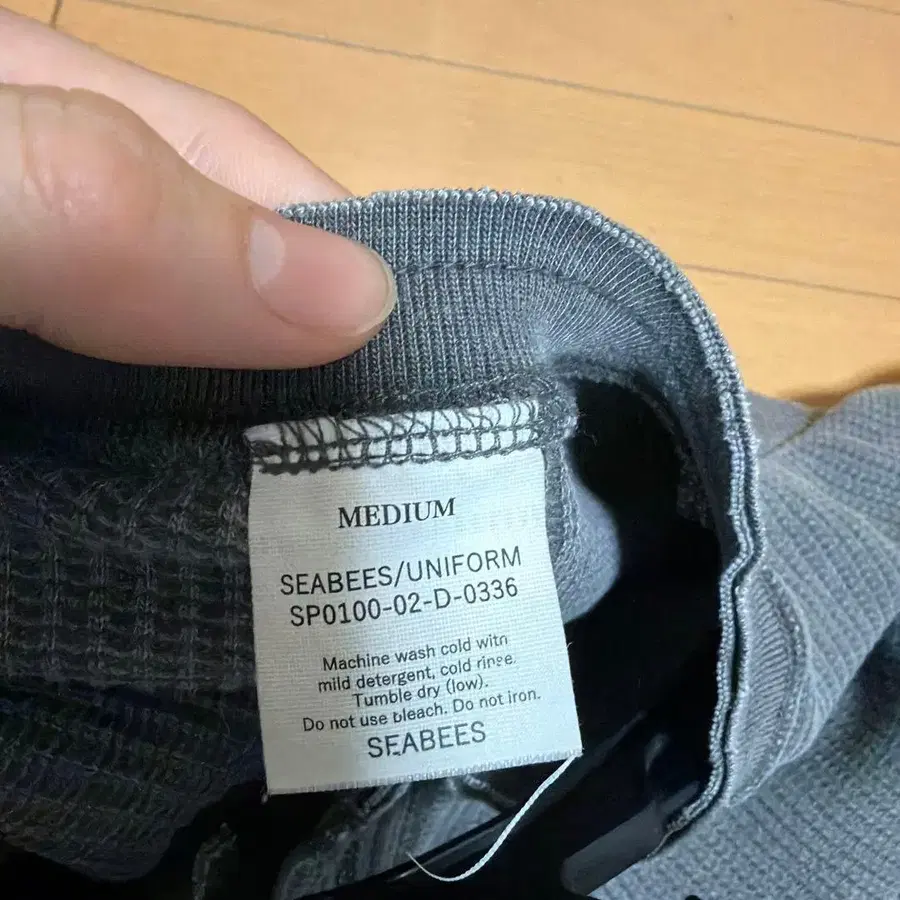 MEDIUM
SEABEES/UNIFORM
SP0100-02-D-0336
Machine wash cold with
mild detergent, cold rinse.
Tumble dry (low).
Do not use bleach. Do not iron.
SEABEES